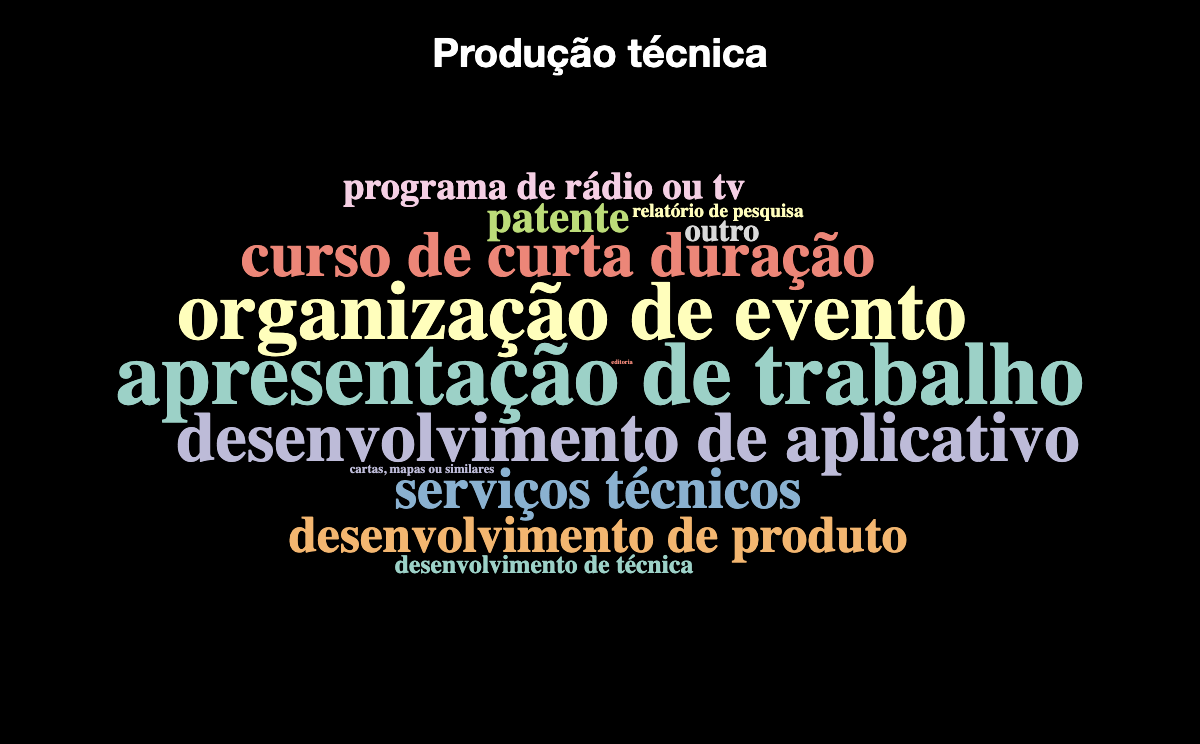 Produção técnica
programa de rádio ou tv
patente
relatório de pesquisa
outro
curso de curta duração
organização de evento
editoria
apresentação de trabalho
desenvolvimento de aplicativo
cartas, mapas ou similares
serviços técnicos
desenvolvimento de produto
desenvolvimento de técnica